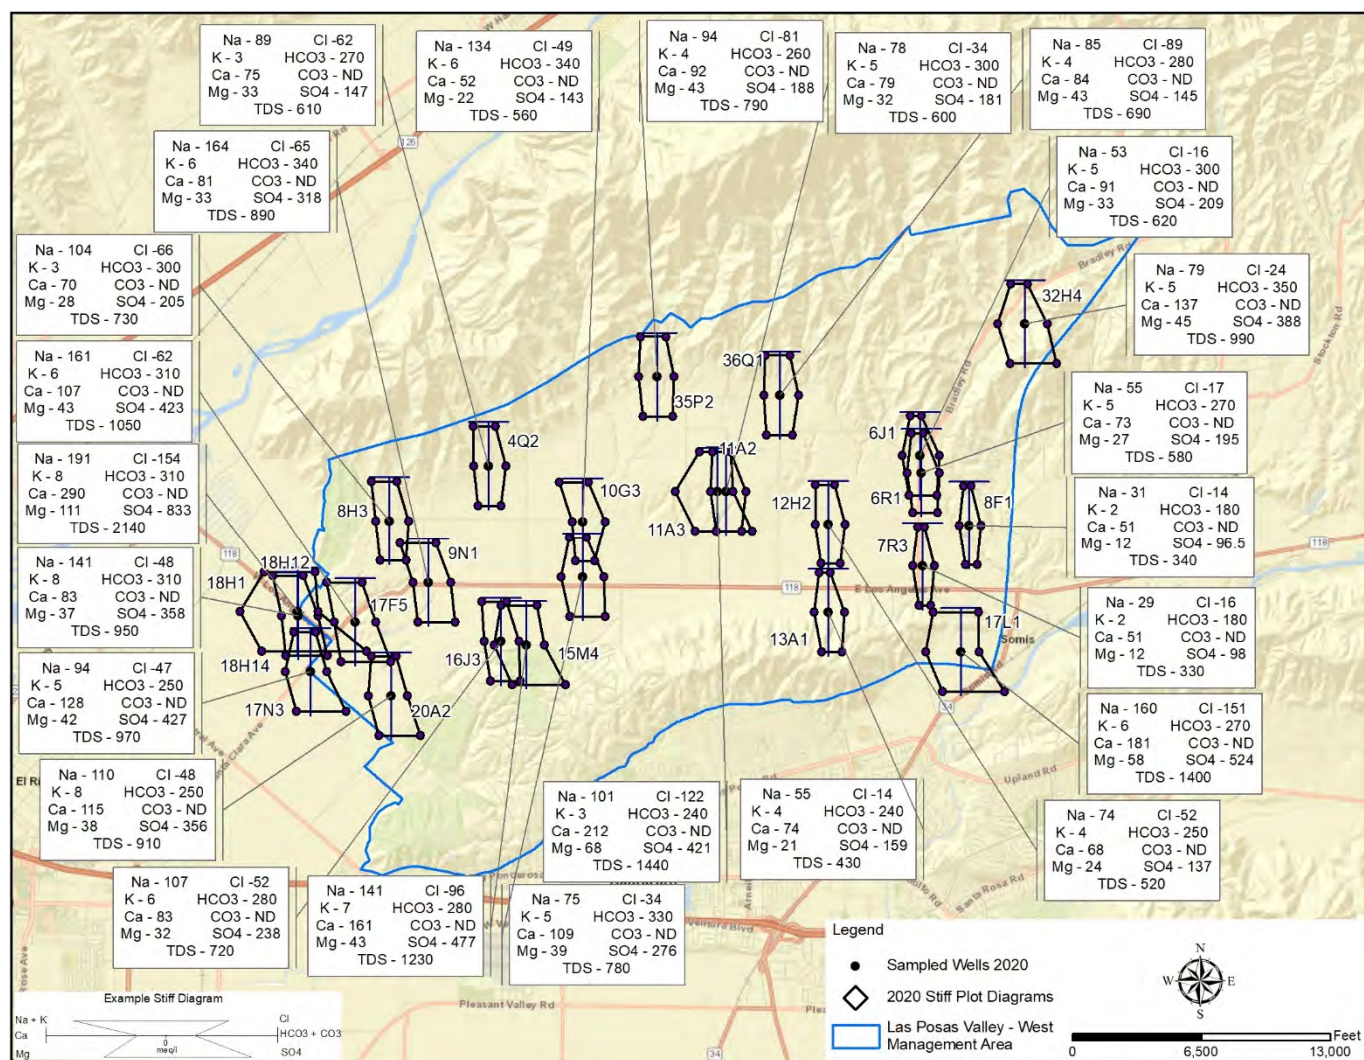 Na - 89 Cl -62
K - 3 HCO3 - 270
Ca - 75 CO3 - ND
Mg - 33 SO4 - 147
TDS - 610
Na - 134 Cl -49
K - 6 HCO3 - 340
Ca - 52 CO3 - ND
Mg - 22 SO4 - 143
TDS - 560
Na - 94 Cl -81
K - 4 HCO3 - 260
Ca - 92 CO3 - ND
Mg - 43 SO4 - 188
TDS - 790
Na - 78 Cl -34
K - 5 HCO3 - 300
Ca - 79 CO3 - ND
Mg - 32 SO4 - 181
TDS - 600
Na - 85 Cl -89
K - 4 HCO3 - 280
Ca - 84 CO3 - ND
Mg - 43 SO4 - 145
TDS - 690
Na - 164 Cl -65
K - 6 HCO3 - 340
Ca - 81 CO3 - ND
Mg - 33 SO4 - 318
TDS - 890
Na - 53 Cl -16
K - 5 HCO3 - 300
Ca - 91 CO3 - ND
Mg - 33 SO4 - 209
TDS - 620
Na - 104 Cl -66
K - 3 HCO3 - 300
Ca - 70 CO3 - ND
Mg - 28 SO4 - 205
TDS - 730
Na - 79 Cl -24
K - 5 HCO3 - 350
Ca - 137 CO3 - ND
Mg - 45 SO4 - 388
TDS - 990
Na - 161 Cl -62
K - 6 HCO3 - 310
Ca - 107 CO3 - ND
Mg - 43 SO4 - 423
TDS - 1050
Na - 55 Cl -17
K - 5 HCO3 - 270
Ca - 73 CO3 - ND
Mg - 27 SO4 - 195
TDS - 580
Na - 191 Cl -154
K - 8 HCO3 - 310
Ca - 290 CO3 - ND
Mg - 111 SO4 - 833
TDS - 2140
Na - 31 Cl -14
K - 2 HCO3 - 180
Ca - 51 CO3 - ND
Mg - 12 SO4 - 96.5
TDS - 340
Na - 141 Cl -48
K - 8 HCO3 - 310
Ca - 83 CO3 - ND
Mg - 37 SO4 - 358
TDS - 950
Na - 29 Cl -16
K - 2 HCO3 - 180
Ca - 51 CO3 - ND
Mg - 12 SO4 - 98
TDS - 330
Na - 94 Cl -47
K - 5 HCO3 - 250
Ca - 128 CO3 - ND
Mg - 42 SO4 - 427
TDS - 970
Na - 160 Cl -151
K - 6 HCO3 - 270
Ca - 181 CO3 - ND
Mg - 58 SO4 - 524
TDS - 1400
Na - 110 Cl -48
K - 8 HCO3 - 250
Ca - 115 CO3 - ND
Mg - 38 SO4 - 356
TDS - 910
Na - 101 Cl -122
K - 3 HCO3 - 240
Ca - 212 CO3 - ND
Mg - 68 SO4 - 421
TDS - 1440
Na - 55 Cl -14
K - 4 HCO3 - 240
Ca - 74 CO3 - ND
Mg - 21 SO4 - 159
TDS - 430
Na - 74 Cl -52
K - 4 HCO3 - 250
Ca - 68 CO3 - ND
Mg - 24 SO4 - 137
TDS - 520
Na - 107 Cl -52
K - 6 HCO3 - 280
Ca - 83 CO3 - ND
Mg - 32 SO4 - 238
TDS - 720
Na - 141 Cl -96
K - 7 HCO3 - 280
Ca - 161 CO3 - ND
Mg - 43 SO4 - 477
TDS - 1230
Na - 75 Cl -34
K - 5 HCO3 - 330
Ca - 109 CO3 - ND
Mg - 39 SO4 - 276
TDS - 780
32H4
36Q1
35P2
4Q2
6J1
11A2
10G3
6R1
8F1
12H2
8H3
11A3
7R3
9N1
18H12
18H1
17F5
17L1
13A1
16J3
15M4
18H14
17N3
20A2
126
118
118
118
34
34
Bradley Rd
Bradley Rd
Stockton Rd
E Los Angeles Ave
Somis
Upland Rd
Santa Rosa Rd
Pleasant Valley Rd
Rose Ave
El Ri
Legend
Sampled Wells 2020
2020 Stiff Plot Diagrams
Las Posas Valley - West
Management Area
N
W E
S
Feet
0 6,500 13,000
Example Stiff Diagram
Na + K Cl
Ca HCO3 + CO3
Mg SO4
0
meq/l